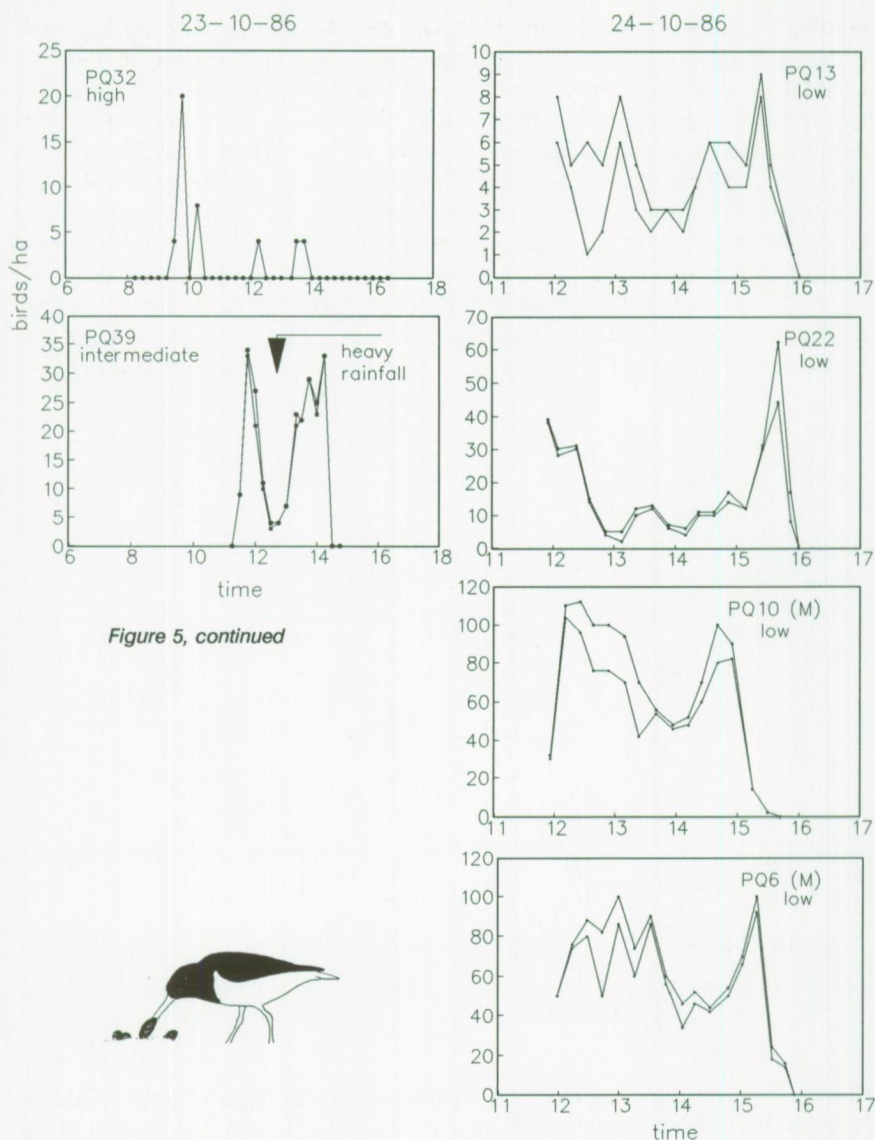 23-10-86
25
20
15
10
5
0
6 8 10 12 14 16 18
PQ32
high
birds/ha
40
35
30
25
20
15
10
5
0
6 8 10 12 14 16 18
PQ39
intermediate
heavy
rainfall
time
Figure 5, continued
24-10-86
10
9
8
7
6
5
4
3
2
1
0
11 12 13 14 15 16 17
PQ13
low
70
60
50
40
30
20
10
0
11 12 13 14 15 16 17
PQ22
low
120
100
80
60
40
20
0
11 12 13 14 15 16 17
PQ10 (M)
low
120
100
80
60
40
20
0
11 12 13 14 15 16 17
PQ6 (M)
low
time